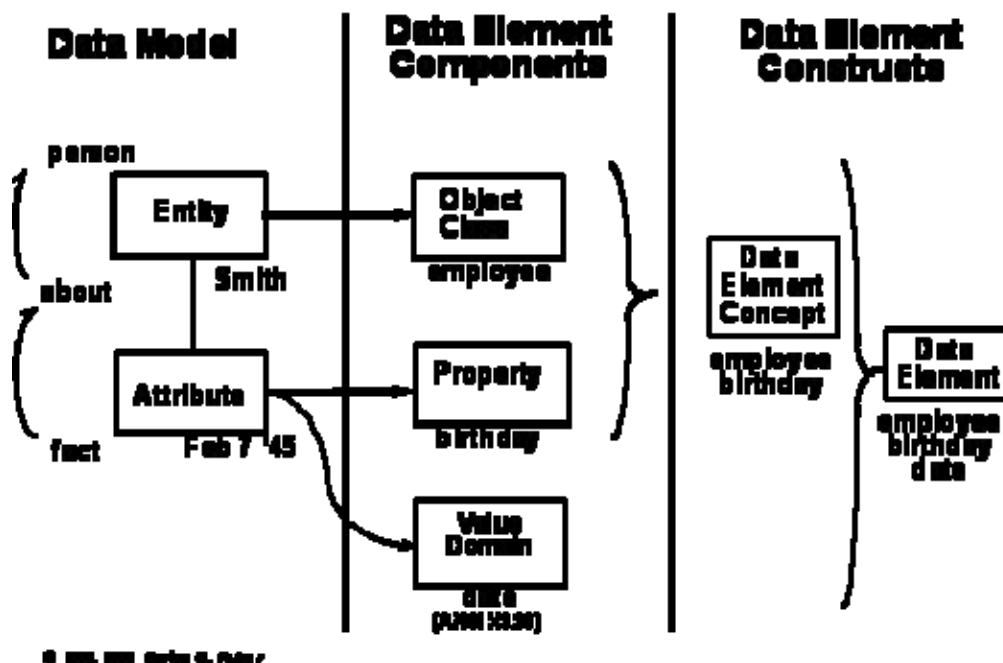 Data Model
Data Element
Components
Data Element
Constructs
person
Entity
Smith
about
Attribute
Feb 7 '45
fact
Object
Class
employee
Property
birthday
Value
Domain
date
Data
Element
Concept
employee
birthday
Data
Element
employee
birthday
date